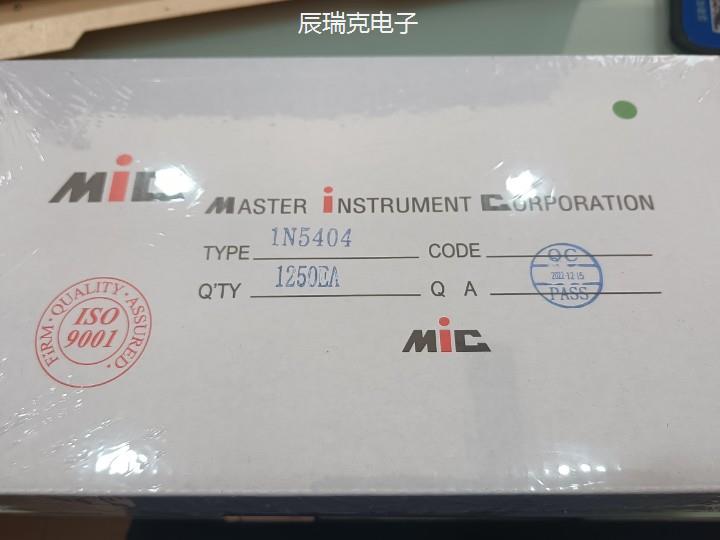 辰瑞克电子
MiC
MASTER iNSTRUMENT CORPORATION
TYPE 1N5404 CODE
Q'TY 1250EA Q A
QC
2022-12-15
PASS
FIRM · QUALITY · ASSURED ·
ISO
9001
MiC